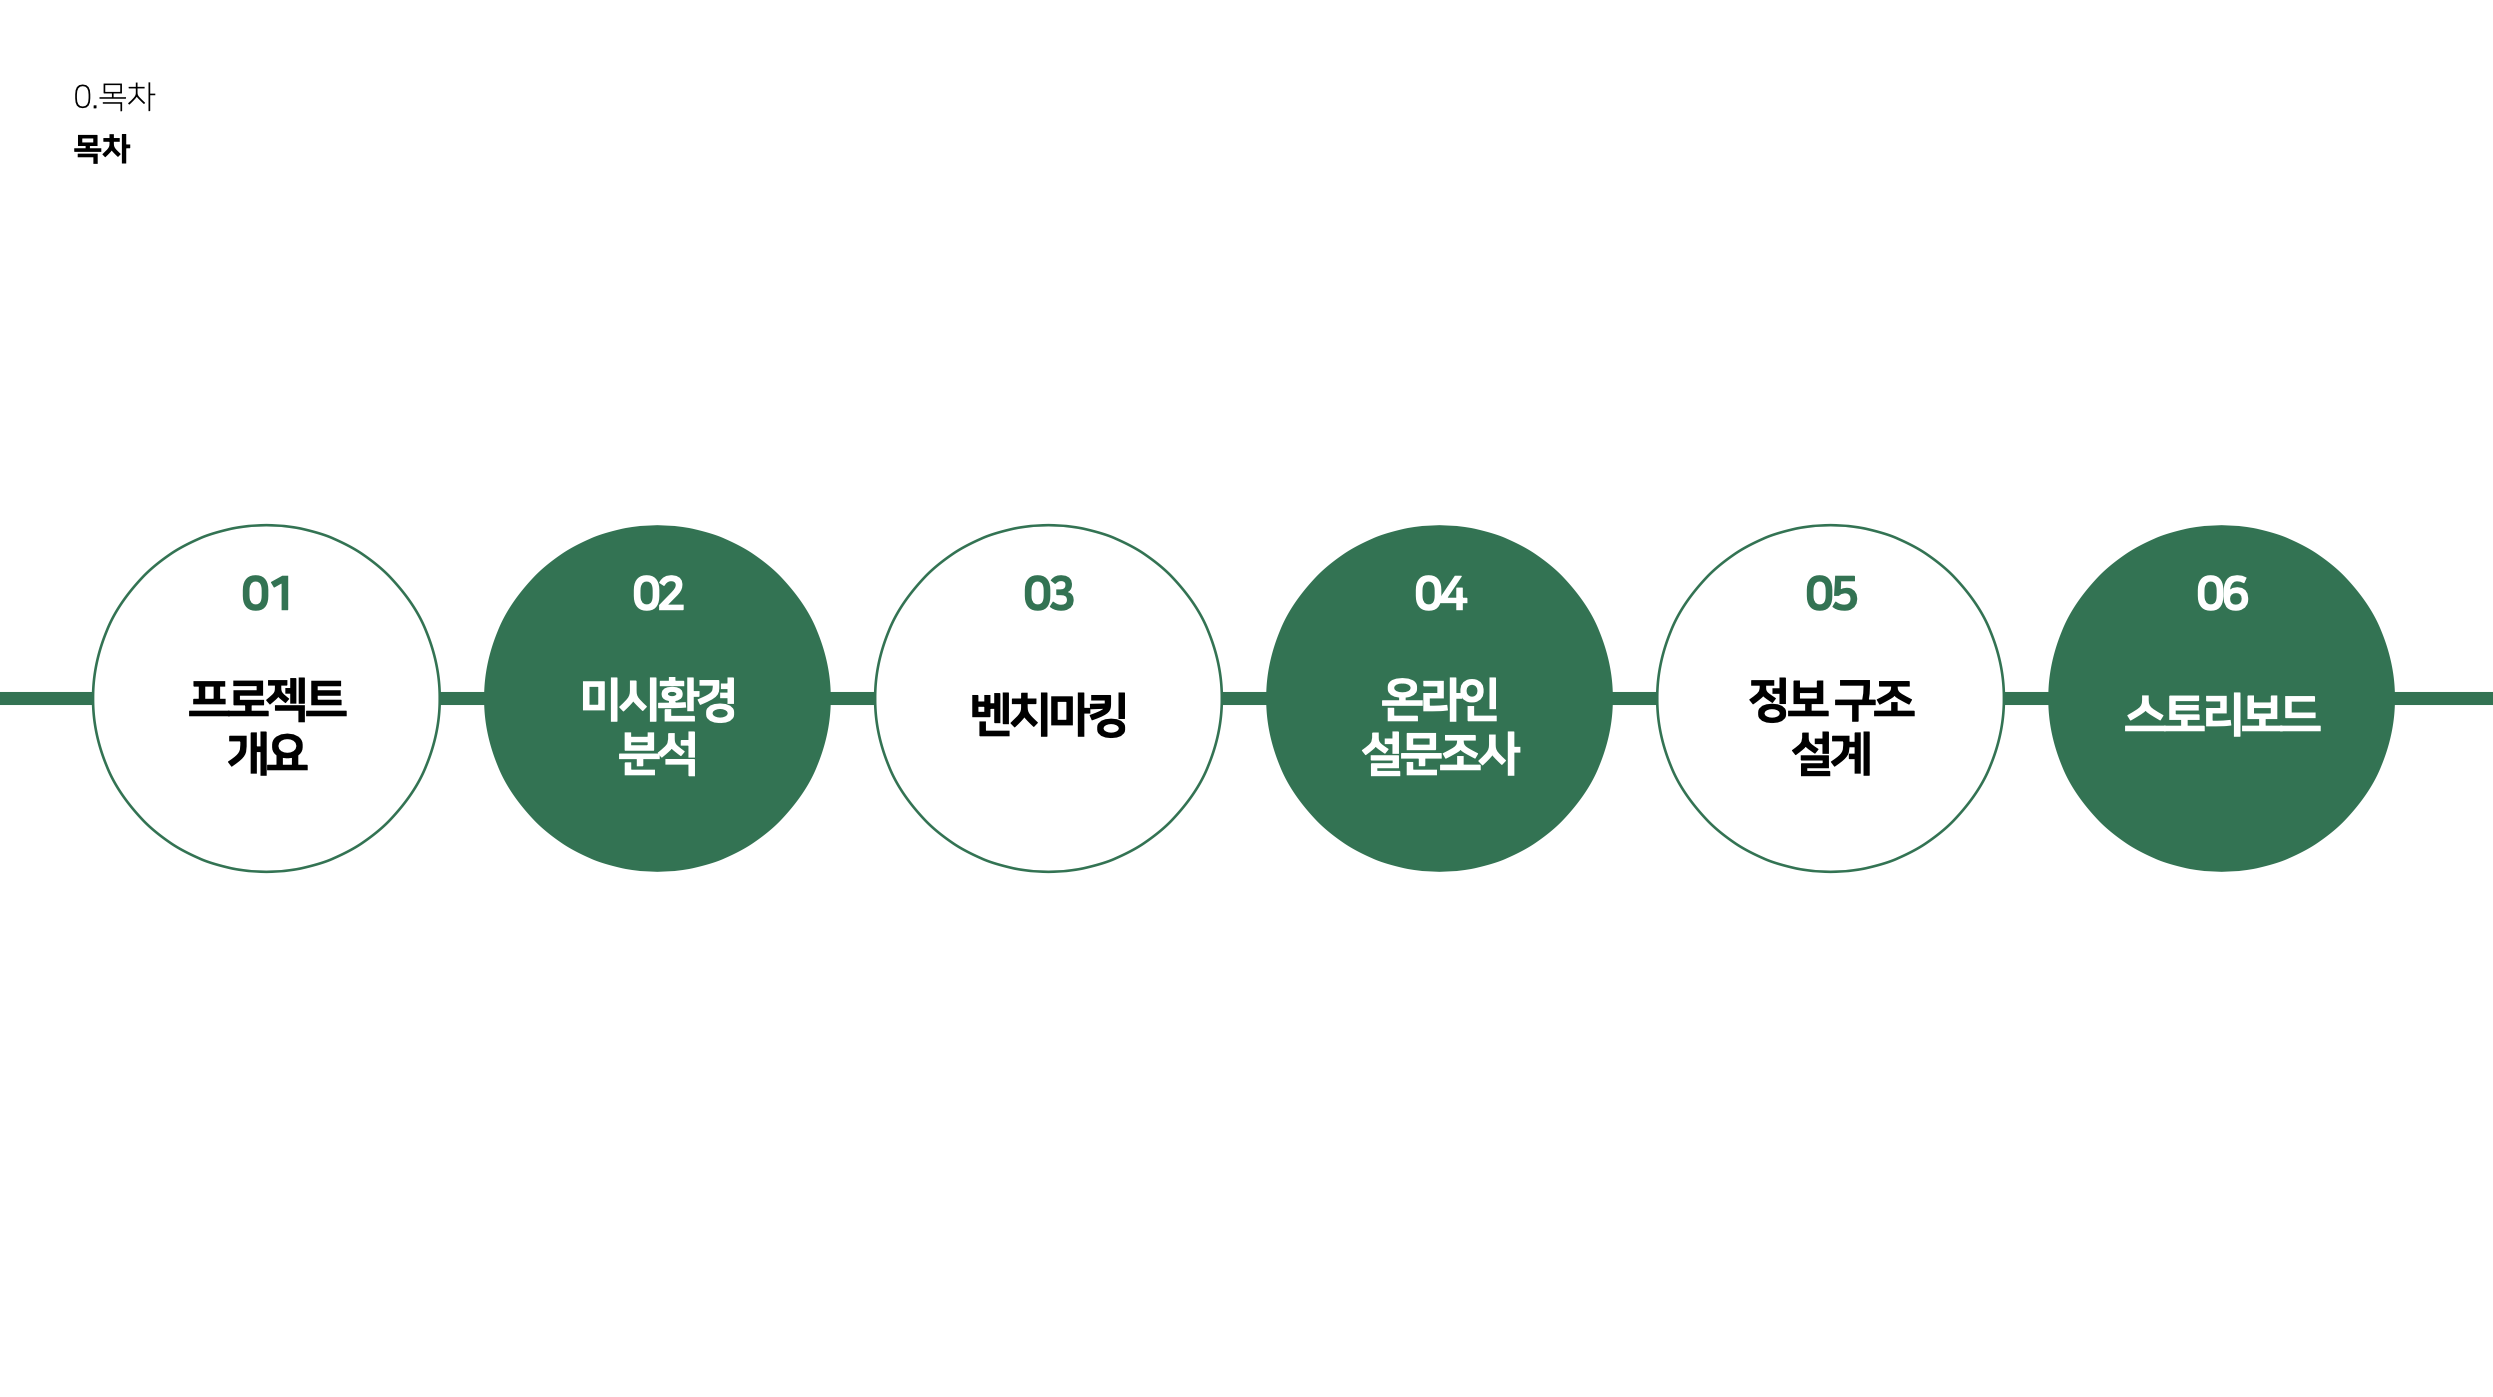 0.목차
목차
01
프로젝트
개요
02
미시환경
분석
03
벡치마킹
04
온라인
설문조사
05
정보구조
설계
06
스토리보드